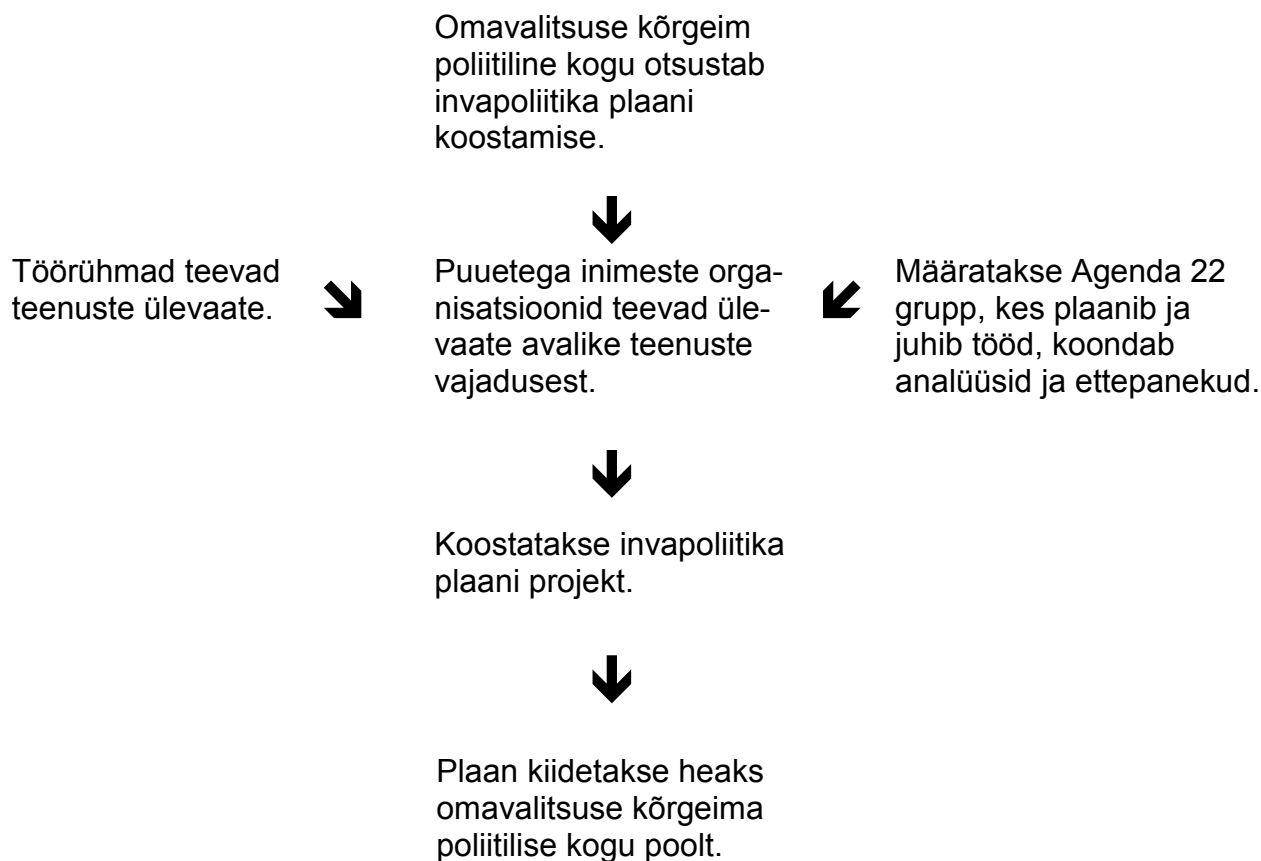 Omavalitsuse kõrgeim
poliitiline kogu otsustab
invapoliitika plaani
koostamise.
Töörühmad teevad
teenuste ülevaate.
Puuetega inimeste orga-
nisatsioonid teevad üle-
vaate avalike teenuste
vajadusest.
Määratakse Agenda 22
grupp, kes plaanib ja
juhib tööd, koondab
analüüsid ja ettepanekud.
Koostatakse invapoliitika
plaani projekt.
Plaan kiidetakse heaks
omavalitsuse kõrgeima
poliitilise kogu poolt.